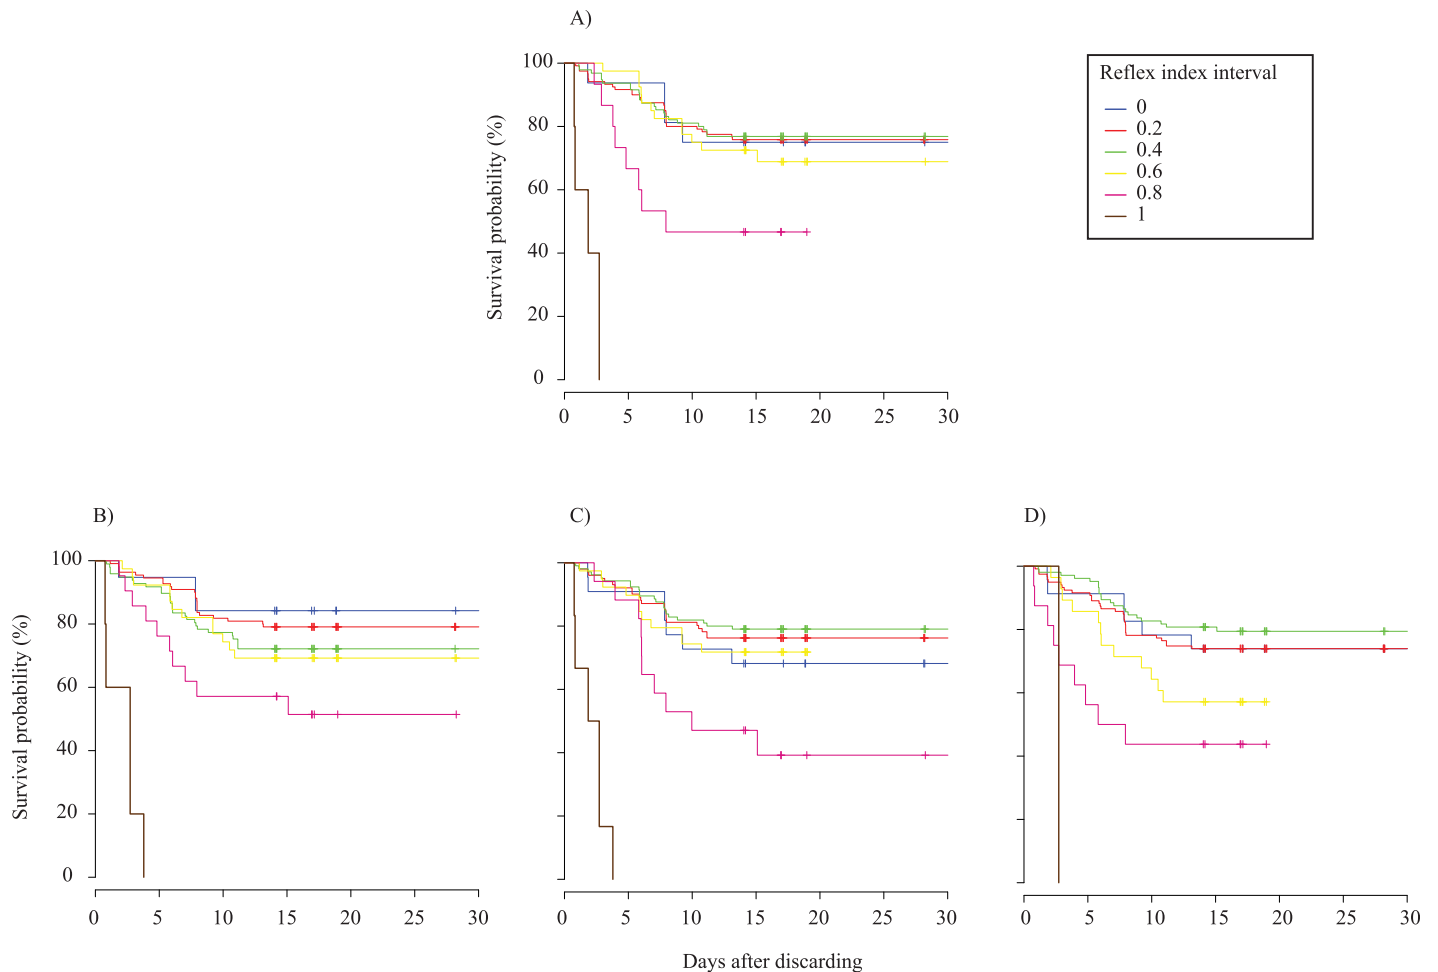 A)
Survival probability (%)
100
80
60
40
20
0
0 5 10 15 20 25 30
Reflex index interval
0
0.2
0.4
0.6
0.8
1
B)
Survival probability (%)
100
80
60
40
20
0
0 5 10 15 20 25 30
C)
0 5 10 15 20 25 30
D)
0 5 10 15 20 25 30
Days after discarding